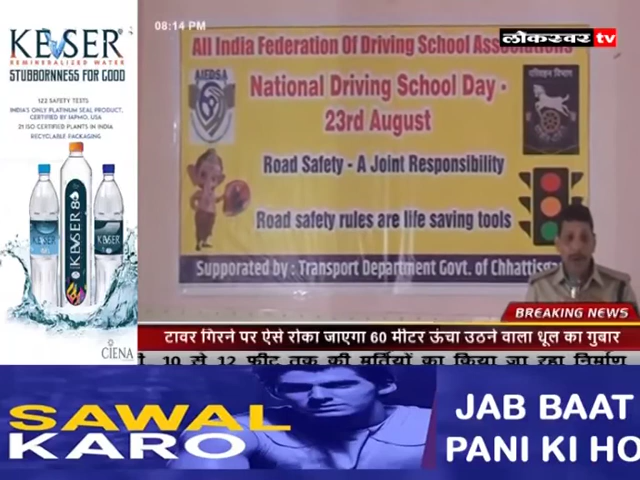 08:14 PM
लोकस्वर tv
KEVSER®
REMINERALIZED WATER
STUBBORNNESS FOR GOOD
122 SAFETY TESTS
INDIA'S ONLY PLATINUM SEAL PRODUCT,
CERTIFIED BY IAPMO, USA
21 ISO CERTIFIED PLANTS IN INDIA
RECYCLABLE PACKAGING
KEVSER
KEVSER 8
KEVSER
CIENA
All India Federation Of Driving School Associations
AIFDSA
National Driving School Day -
23rd August
परिवहन विभाग
Road Safety - A Joint Responsibility
Road safety rules are life saving tools
Supporated by : Transport Department Govt. of Chhattisga
BREAKING NEWS
टावर गिरने पर ऐसे रोका जाएगा 60 मीटर ऊंचा उठने वाला धूल का गुबार
10 से 12 फीट तक की मूर्तियों का किया जा रहा निर्माण
SAWAL
KARO
JAB BAAT
PANI KI HO